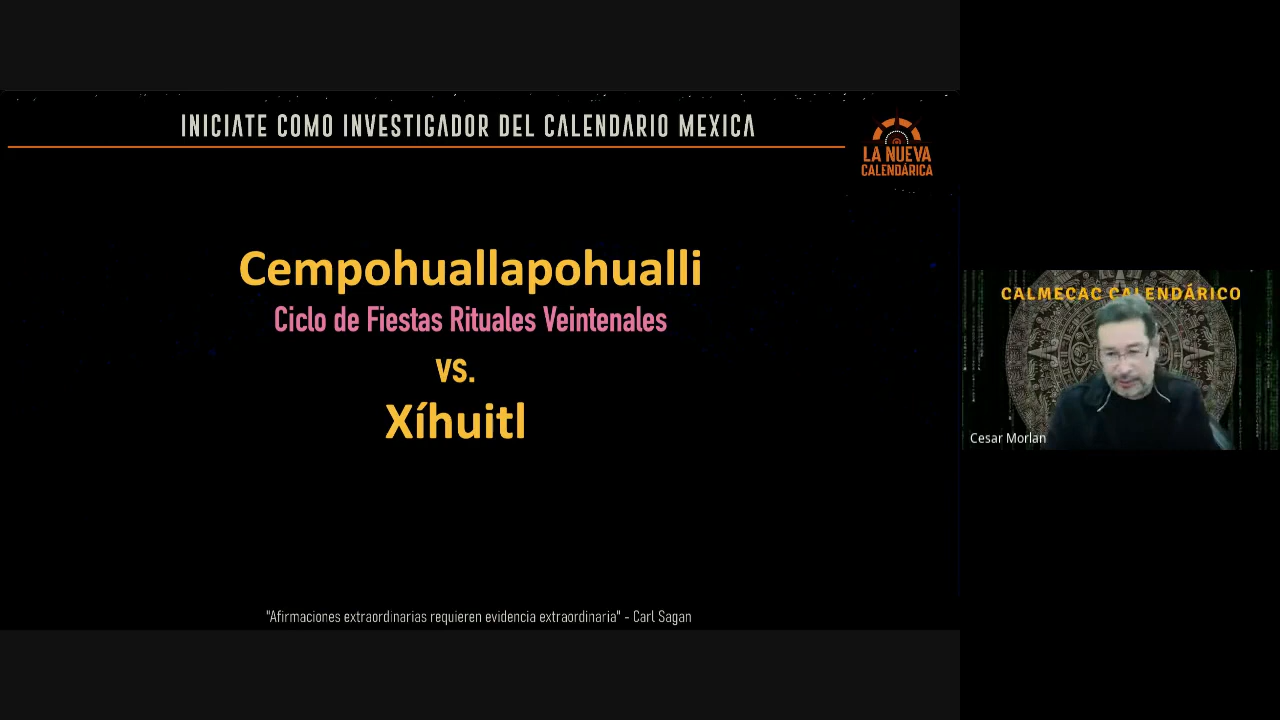 INICIATE COMO INVESTIGADOR DEL CALENDARIO MEXICA
LA NUEVA
CALENDÁRICA
Cempohuallapohualli
Ciclo de Fiestas Rituales Veintenales
vs.
Xíhuitl
"Afirmaciones extraordinarias requieren evidencia extraordinaria" - Carl Sagan
CALMECAC CALENDÁRICO
Cesar Morlan